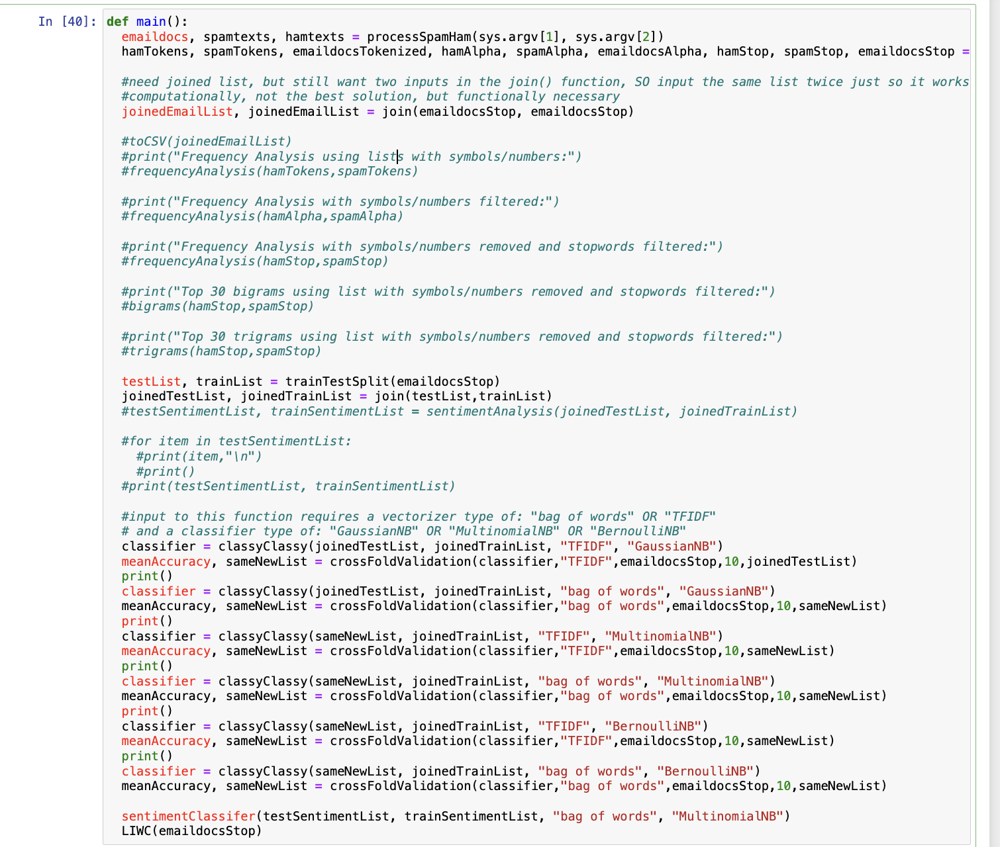 In [40]: def main():
emaildocs, spamtexts, hamtexts = processSpamHam(sys.argv[1], sys.argv[2])
hamTokens, spamTokens, emaildocsTokenized, hamAlpha, spamAlpha, emaildocsAlpha, hamStop, spamStop, emaildocsStop =
#need joined list, but still want two inputs in the join() function, SO input the same list twice just so it works
#computationally, not the best solution, but functionally necessary
joinedEmailList, joinedEmailList = join(emaildocsStop, emaildocsStop)
#toCSV(joinedEmailList)
#print("Frequency Analysis using lists with symbols/numbers:")
#frequencyAnalysis(hamTokens,spamTokens)
#print("Frequency Analysis with symbols/numbers filtered:")
#frequencyAnalysis(hamAlpha,spamAlpha)
#print("Frequency Analysis with symbols/numbers removed and stopwords filtered:")
#frequencyAnalysis(hamStop,spamStop)
#print("Top 30 bigrams using list with symbols/numbers removed and stopwords filtered:")
#bigrams(hamStop,spamStop)
#print("Top 30 trigrams using list with symbols/numbers removed and stopwords filtered:")
#trigrams(hamStop,spamStop)
testList, trainList = trainTestSplit(emaildocsStop)
joinedTestList, joinedTrainList = join(testList,trainList)
#testSentimentList, trainSentimentList = sentimentAnalysis(joinedTestList, joinedTrainList)
#for item in testSentimentList:
#print(item,"\n")
#print()
#print(testSentimentList, trainSentimentList)
#input to this function requires a vectorizer type of: "bag of words" OR "TFIDF"
# and a classifier type of: "GaussianNB" OR "MultinomialNB" OR "BernoulliNB"
classifier = classyClassy(joinedTestList, joinedTrainList, "TFIDF", "GaussianNB")
meanAccuracy, sameNewList = crossFoldValidation(classifier,"TFIDF",emaildocsStop,10,joinedTestList)
print()
classifier = classyClassy(joinedTestList, joinedTrainList, "bag of words", "GaussianNB")
meanAccuracy, sameNewList = crossFoldValidation(classifier,"bag of words",emaildocsStop,10,sameNewList)
print()
classifier = classyClassy(sameNewList, joinedTrainList, "TFIDF", "MultinomialNB")
meanAccuracy, sameNewList = crossFoldValidation(classifier,"TFIDF",emaildocsStop,10,sameNewList)
print()
classifier = classyClassy(sameNewList, joinedTrainList, "bag of words", "MultinomialNB")
meanAccuracy, sameNewList = crossFoldValidation(classifier,"bag of words",emaildocsStop,10,sameNewList)
print()
classifier = classyClassy(sameNewList, joinedTrainList, "TFIDF", "BernoulliNB")
meanAccuracy, sameNewList = crossFoldValidation(classifier,"TFIDF",emaildocsStop,10,sameNewList)
print()
classifier = classyClassy(sameNewList, joinedTrainList, "bag of words", "BernoulliNB")
meanAccuracy, sameNewList = crossFoldValidation(classifier,"bag of words",emaildocsStop,10,sameNewList)
sentimentClassifer(testSentimentList, trainSentimentList, "bag of words", "MultinomialNB")
LIWC(emaildocsStop)